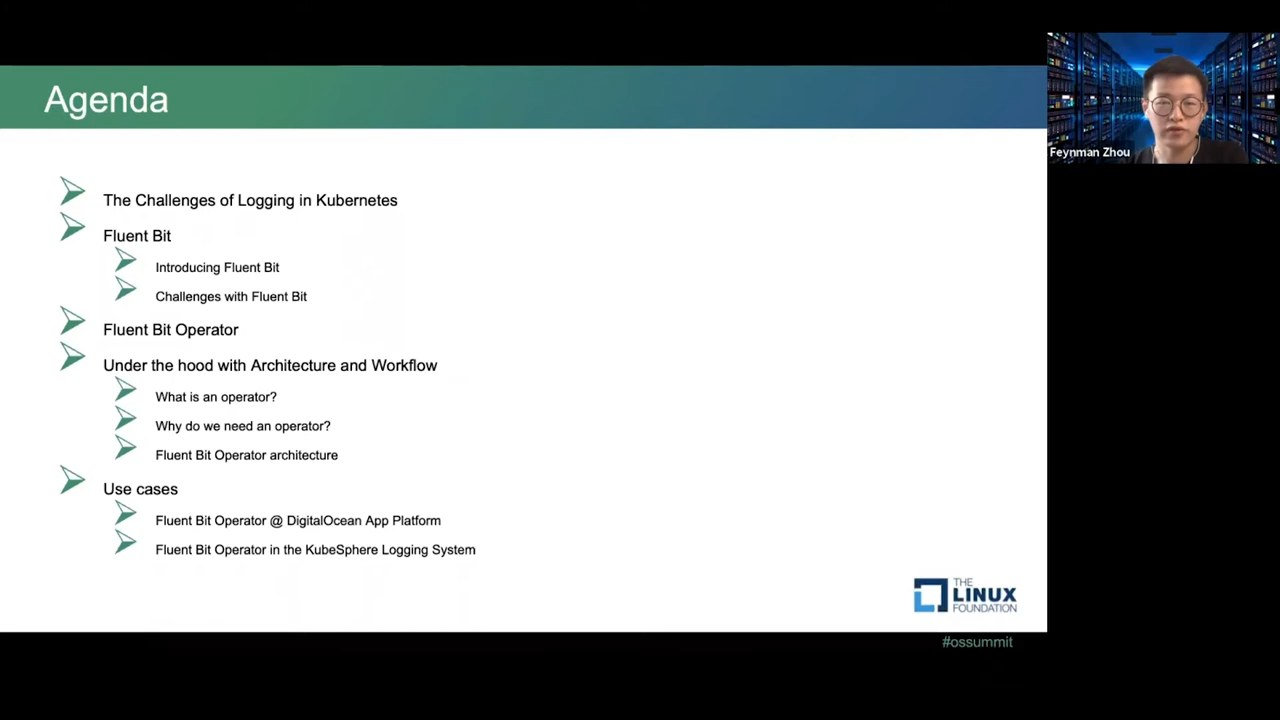 Agenda
The Challenges of Logging in Kubernetes
Fluent Bit
Introducing Fluent Bit
Challenges with Fluent Bit
Fluent Bit Operator
Under the hood with Architecture and Workflow
What is an operator?
Why do we need an operator?
Fluent Bit Operator architecture
Use cases
Fluent Bit Operator @ DigitalOcean App Platform
Fluent Bit Operator in the KubeSphere Logging System
THE
LINUX
FOUNDATION
#ossummit
Feynman Zhou